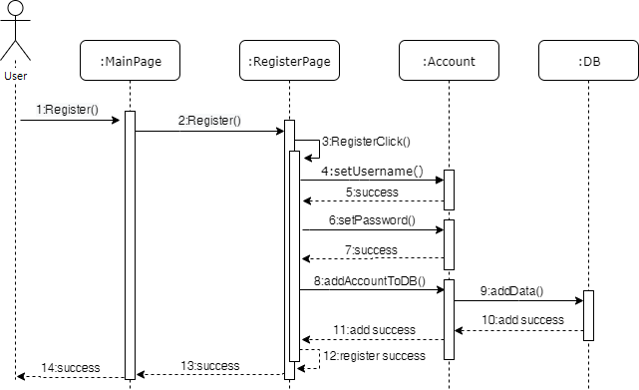 User
:MainPage
:RegisterPage
:Account
:DB
1:Register()
2:Register()
3:RegisterClick()
4:setUsername()
5:success
6:setPassword()
7:success
8:addAccountToDB()
9:addData()
10:add success
11:add success
12:register success
13:success
14:success